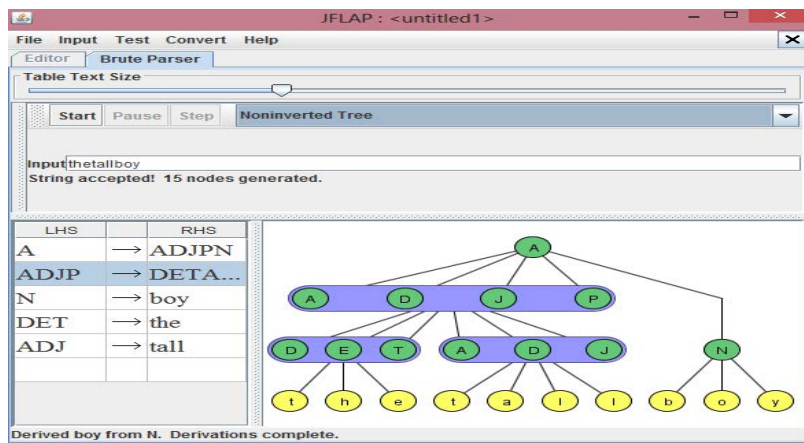 JFLAP : <untitled1>
File Input Test Convert Help
Editor Brute Parser
Table Text Size
Start Pause Step Noninverted Tree
Input thetallboy
String accepted! 15 nodes generated.
LHS RHS
A → ADJPN
ADJP → DETA...
N → boy
DET → the
ADJ → tall
A
A D J P
D E T A D J N
t h e t a l l b o y
Derived boy from N. Derivations complete.